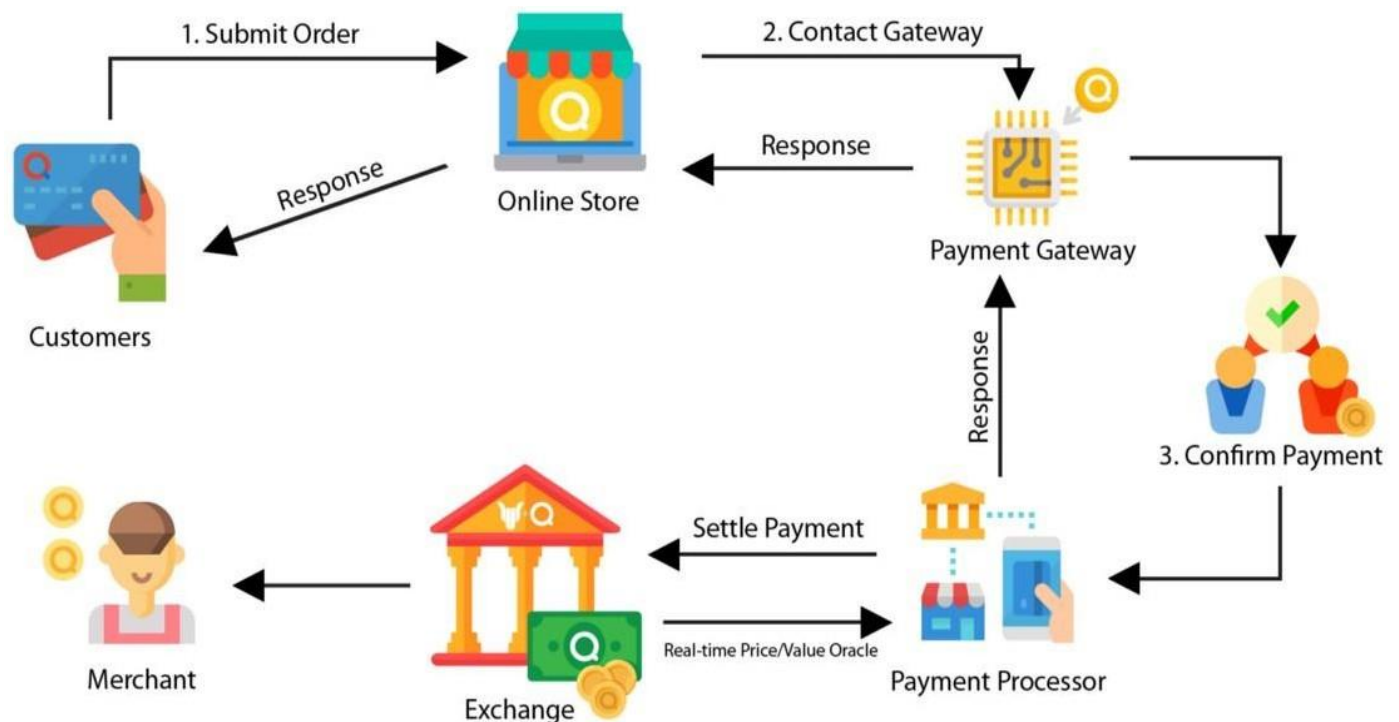 1. Submit Order
2. Contact Gateway
Response
Response
Online Store
Payment Gateway
Customers
Response
3. Confirm Payment
Settle Payment
Real-time Price/Value Oracle
Merchant
Exchange
Payment Processor